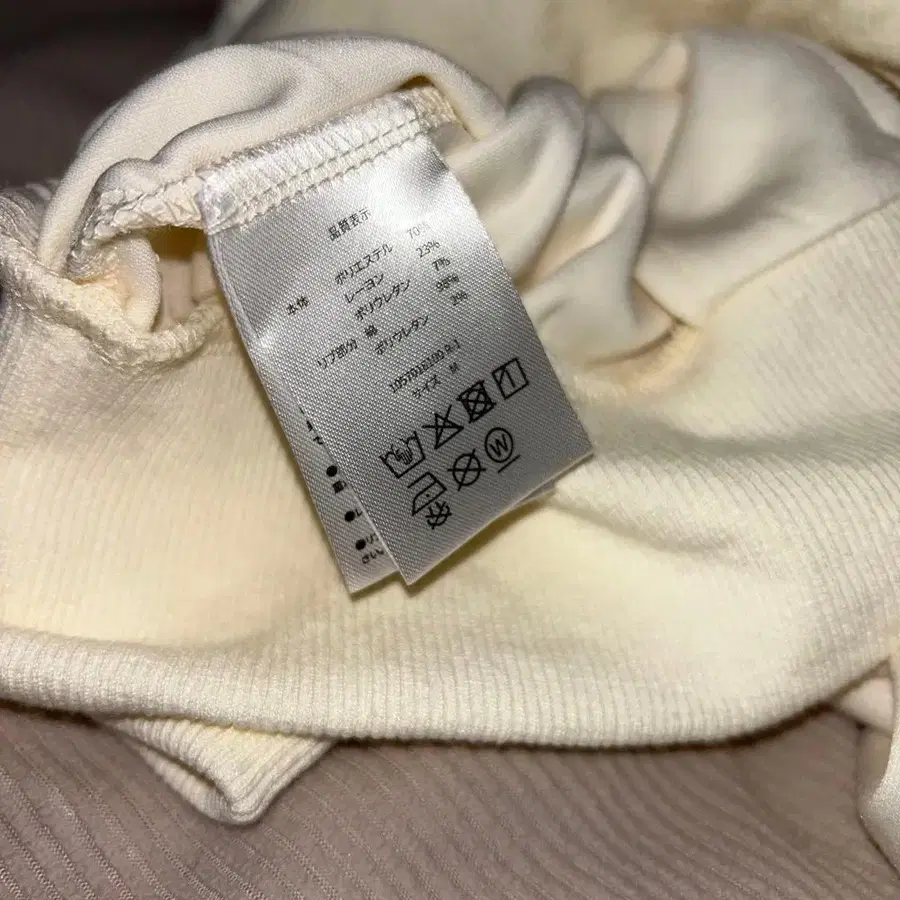 品質表示
本体 ポリエステル 70%
レーヨン 23%
ポリウレタン 7%
リブ部分 綿 98%
ポリウレタン 2%
サイズ M
W
さい。